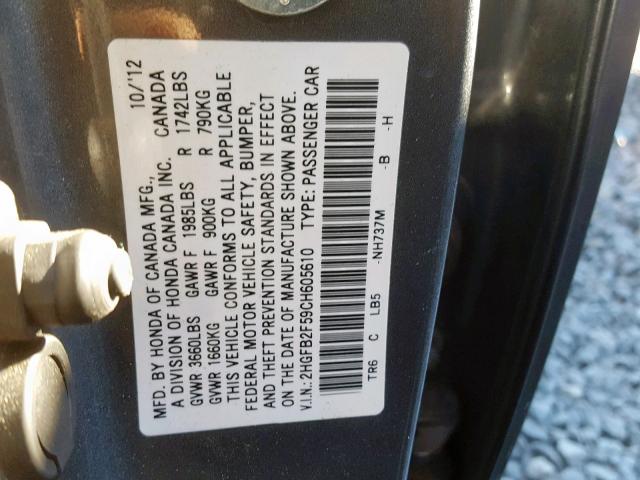 MFD. BY HONDA OF CANADA MFG., 10/'12
A DIVISION OF HONDA CANADA INC. CANADA
GVWR 3660LBS GAWR F 1985LBS R 1742LBS
GVWR 1660KG GAWR F 900KG R 790KG
THIS VEHICLE CONFORMS TO ALL APPLICABLE
FEDERAL MOTOR VEHICLE SAFETY, BUMPER,
AND THEFT PREVENTION STANDARDS IN EFFECT
ON THE DATE OF MANUFACTURE SHOWN ABOVE.
V.I.N.: 2HGFB2F59CH605610 TYPE: PASSENGER CAR
TR6 C LB5 -NH737M -B -H